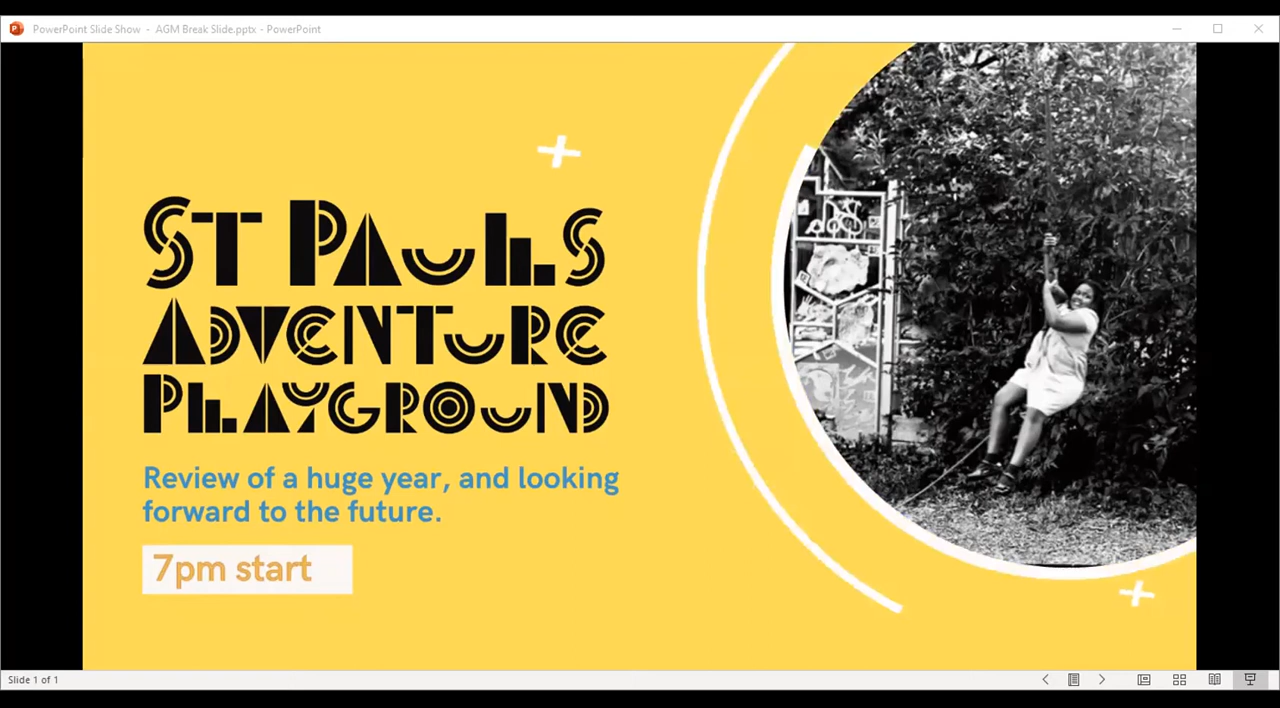 PowerPoint Slide Show - AGM Break Slide.pptx - PowerPoint
ST PAULS
ADVENTURE
PLAYGROUND
Review of a huge year, and looking
forward to the future.
7pm start
Slide 1 of 1